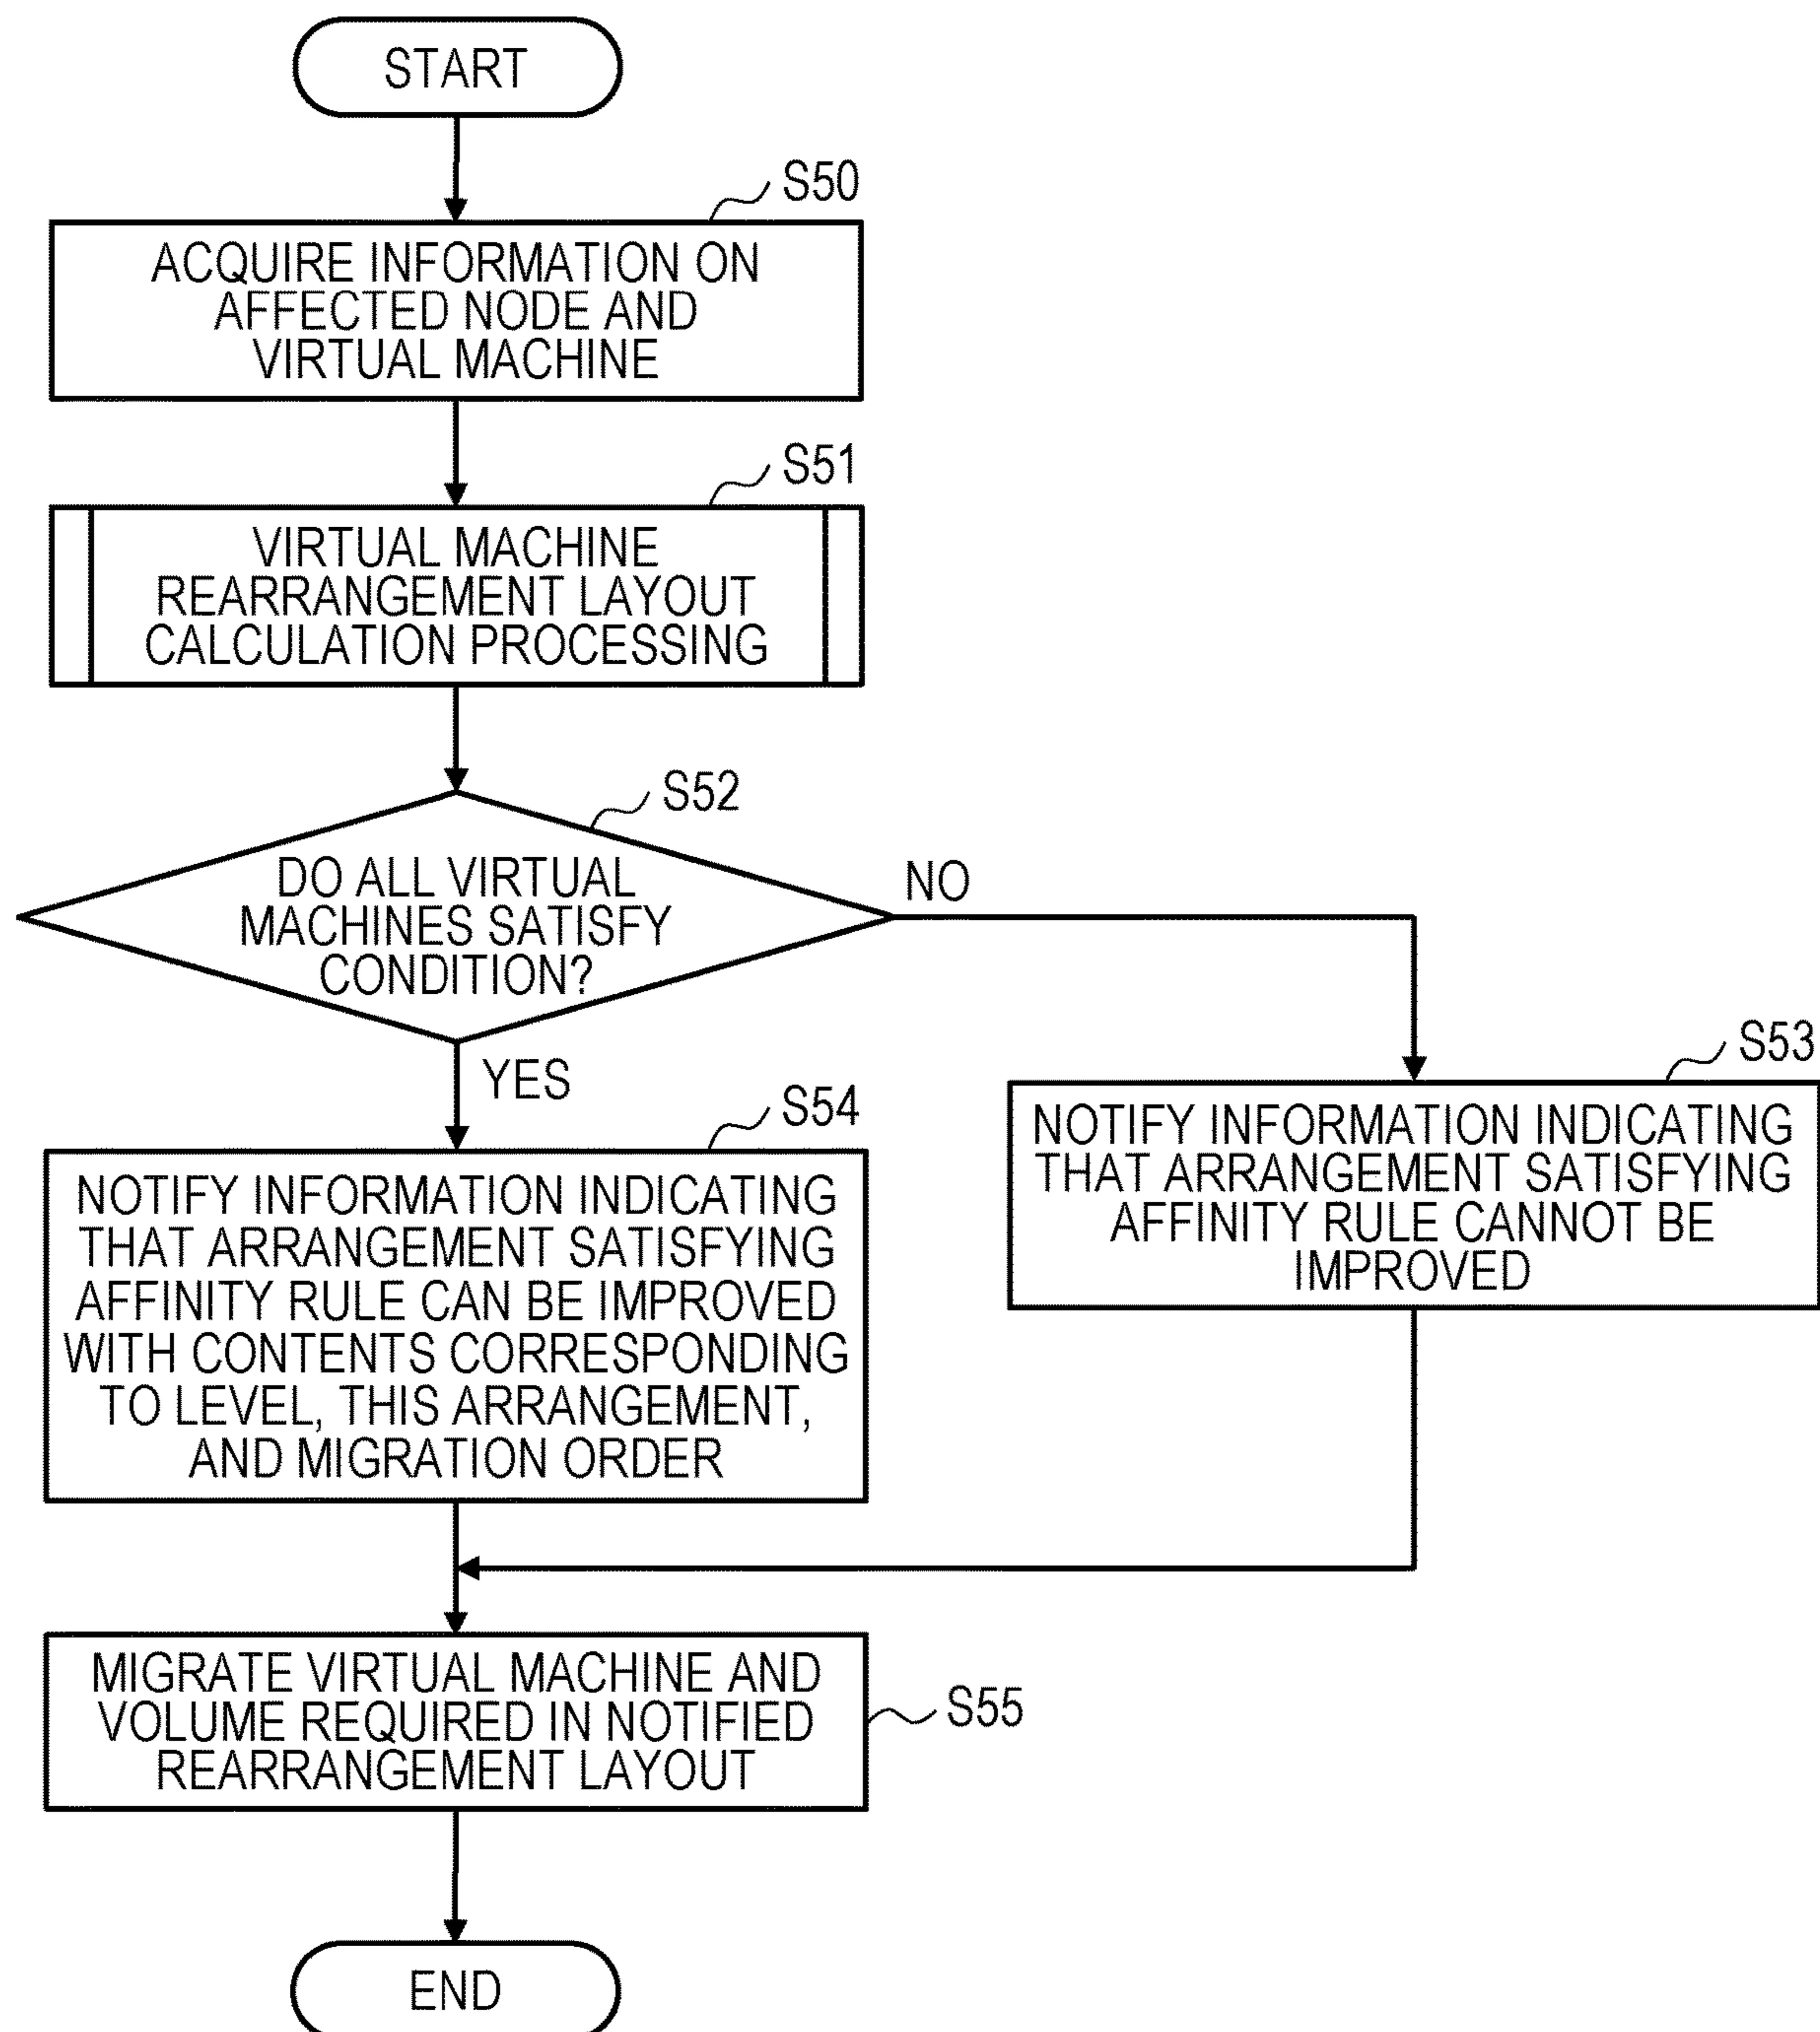 START
S50
ACQUIRE INFORMATION ON
AFFECTED NODE AND
VIRTUAL MACHINE
S51
VIRTUAL MACHINE
REARRANGEMENT LAYOUT
CALCULATION PROCESSING
S52
DO ALL VIRTUAL
MACHINES SATISFY
CONDITION?
NO
YES
S53
NOTIFY INFORMATION INDICATING
THAT ARRANGEMENT SATISFYING
AFFINITY RULE CANNOT BE
IMPROVED
S54
NOTIFY INFORMATION INDICATING
THAT ARRANGEMENT SATISFYING
AFFINITY RULE CAN BE IMPROVED
WITH CONTENTS CORRESPONDING
TO LEVEL, THIS ARRANGEMENT,
AND MIGRATION ORDER
MIGRATE VIRTUAL MACHINE AND
VOLUME REQUIRED IN NOTIFIED
REARRANGEMENT LAYOUT
S55
END